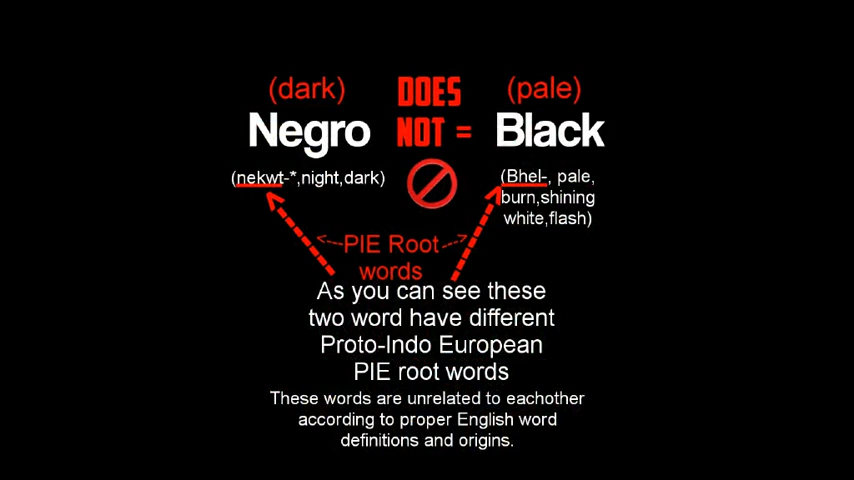 (dark) DOES (pale)
Negro NOT = Black
(nekwt-*,night,dark) (Bhel-, pale,
burn,shining
white,flash)
PIE Root
words
As you can see these
two word have different
Proto-Indo European
PIE root words
These words are unrelated to eachother
according to proper English word
definitions and origins.